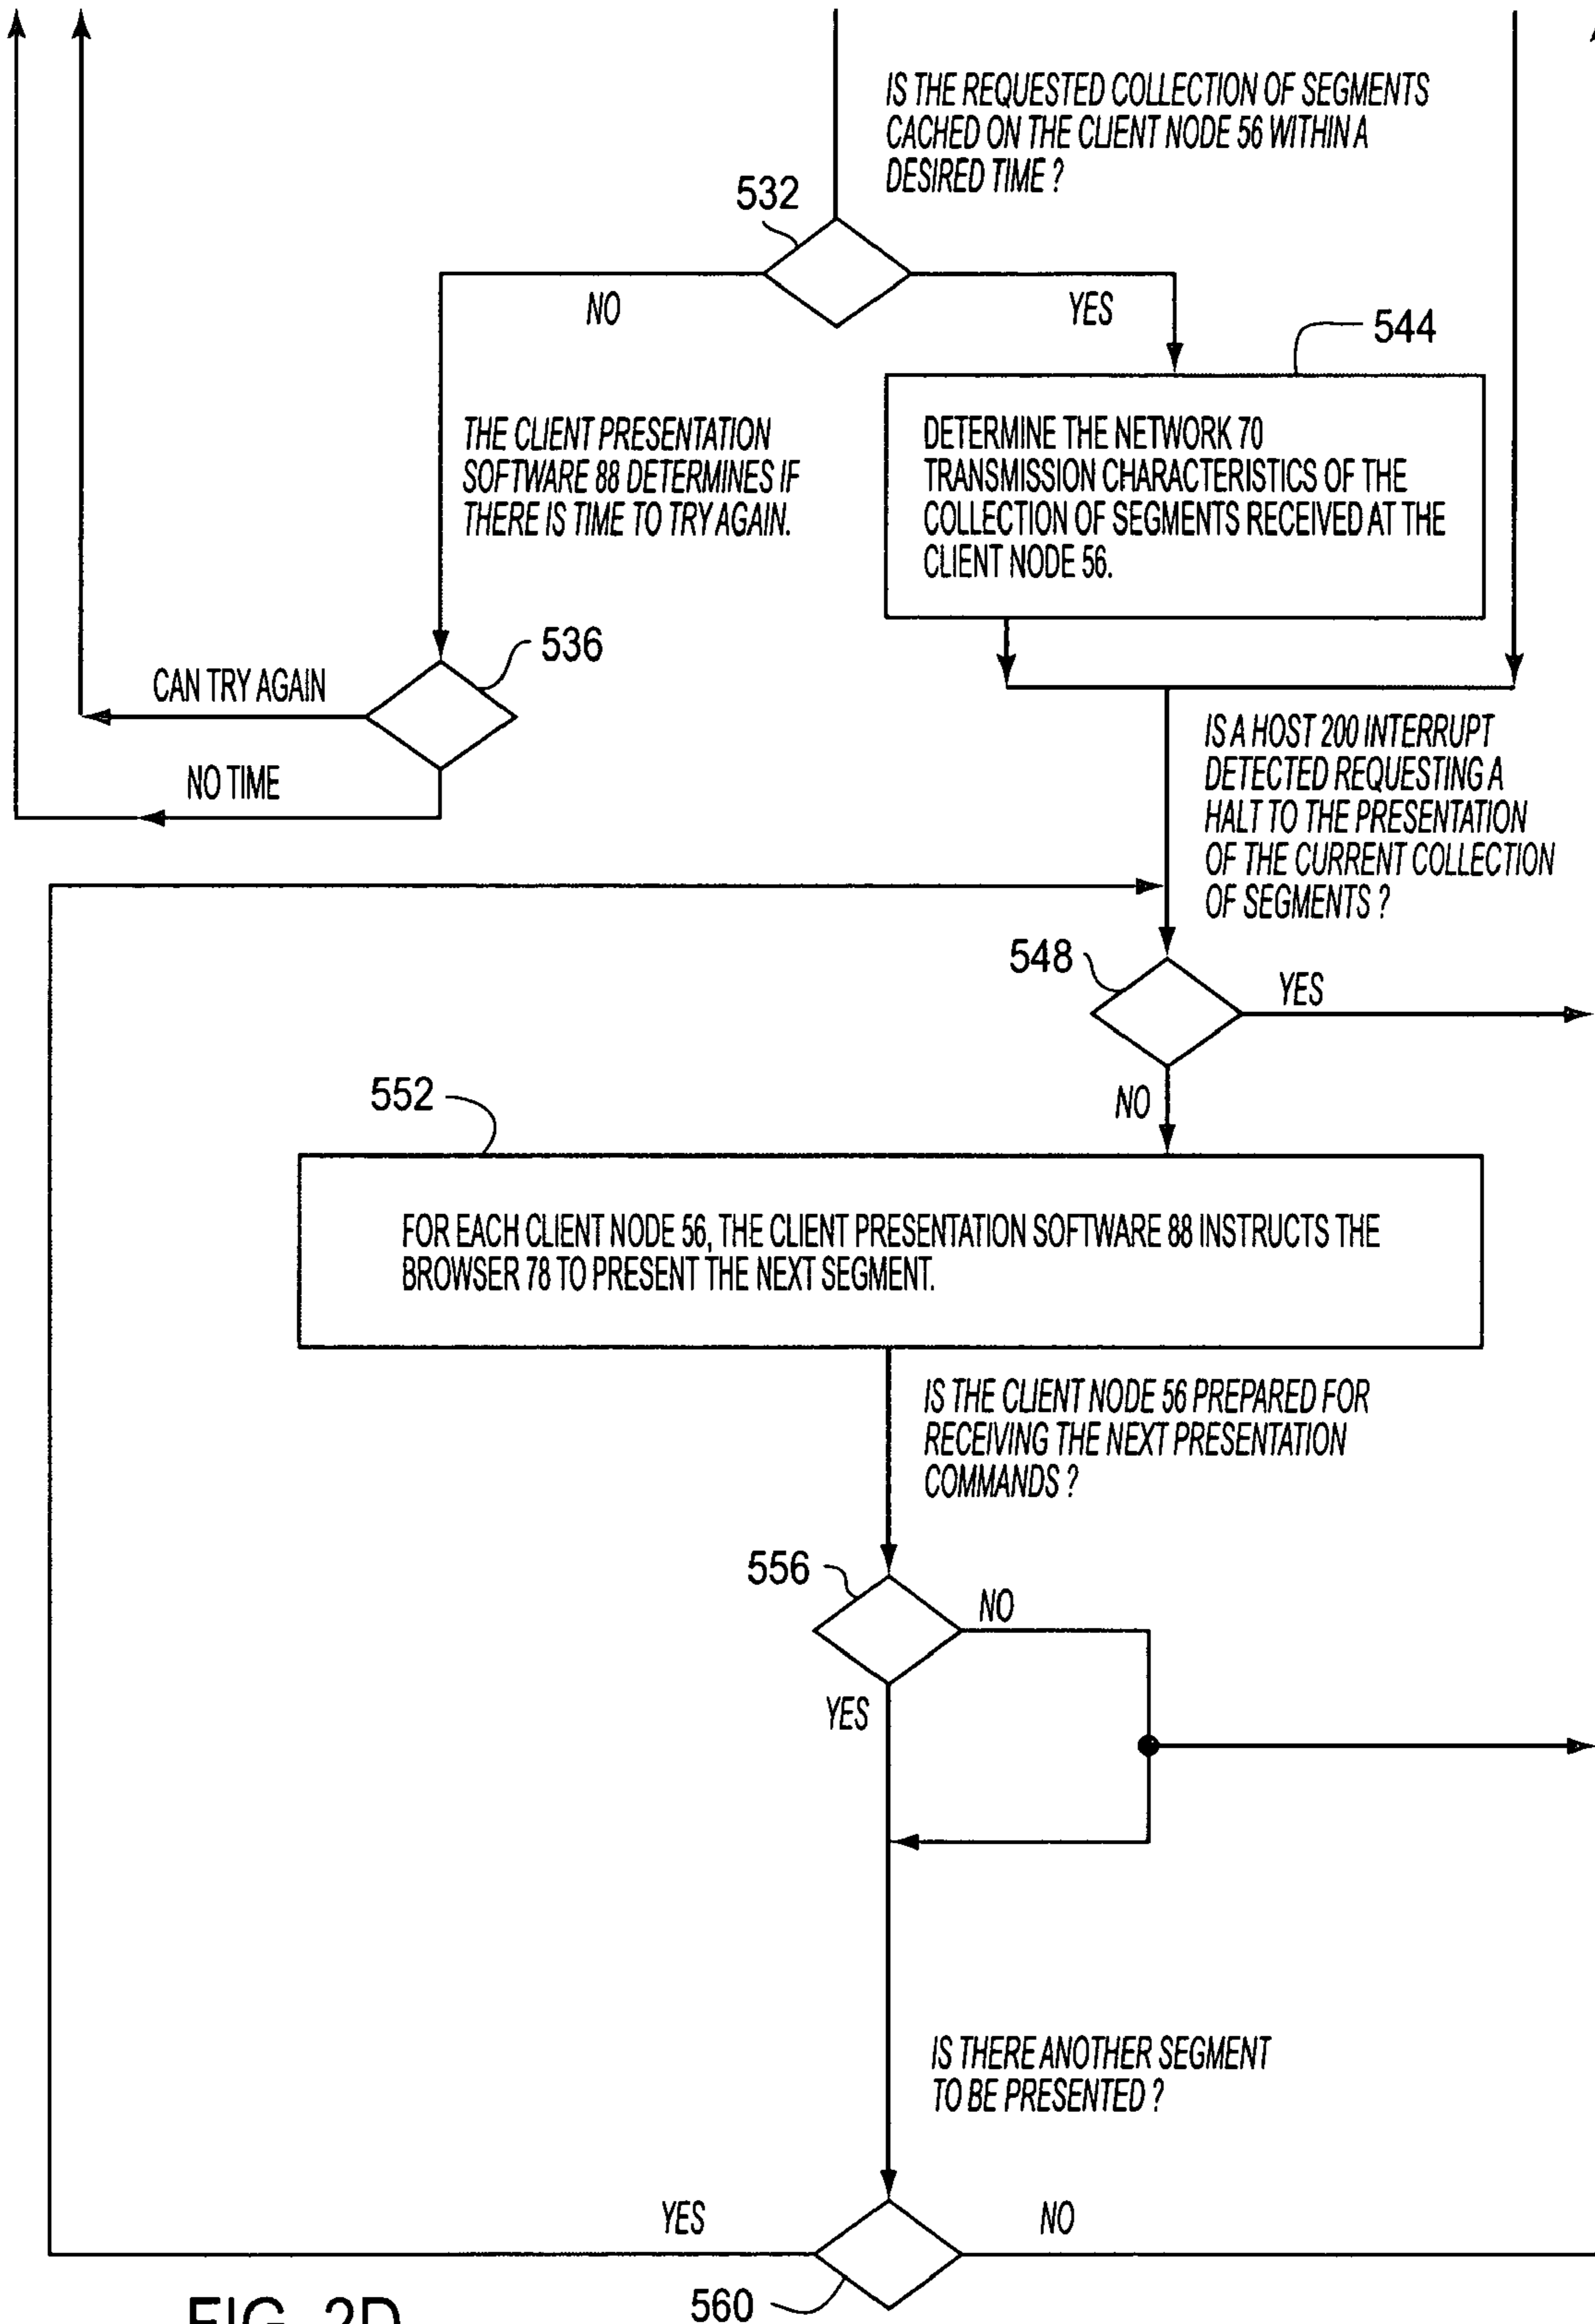 IS THE REQUESTED COLLECTION OF SEGMENTS
CACHED ON THE CLIENT NODE 56 WITHIN A
DESIRED TIME ?
532
NO
YES
544
THE CLIENT PRESENTATION
SOFTWARE 88 DETERMINES IF
THERE IS TIME TO TRY AGAIN.
DETERMINE THE NETWORK 70
TRANSMISSION CHARACTERISTICS OF THE
COLLECTION OF SEGMENTS RECEIVED AT THE
CLIENT NODE 56.
536
CAN TRY AGAIN
NO TIME
IS A HOST 200 INTERRUPT
DETECTED REQUESTING A
HALT TO THE PRESENTATION
OF THE CURRENT COLLECTION
OF SEGMENTS ?
548
YES
NO
552
FOR EACH CLIENT NODE 56, THE CLIENT PRESENTATION SOFTWARE 88 INSTRUCTS THE
BROWSER 78 TO PRESENT THE NEXT SEGMENT.
IS THE CLIENT NODE 56 PREPARED FOR
RECEIVING THE NEXT PRESENTATION
COMMANDS ?
556
NO
YES
IS THERE ANOTHER SEGMENT
TO BE PRESENTED ?
YES
NO
560
FIG. 2D